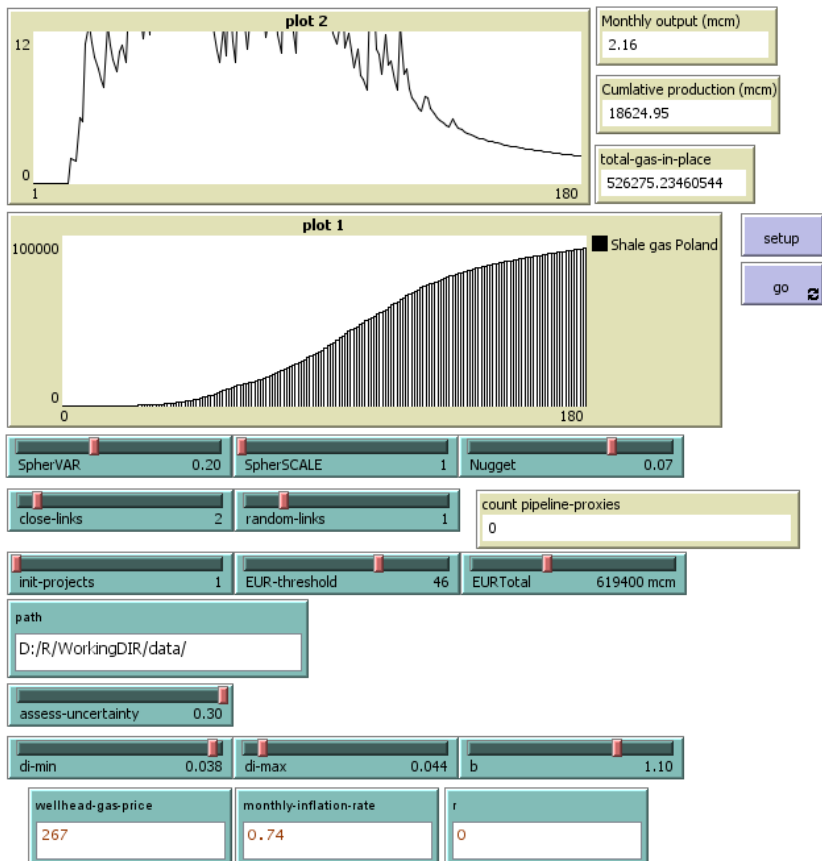 plot 2
12
0
1
180
Monthly output (mcm)
2.16
Cumlative production (mcm)
18624.95
total-gas-in-place
526275.23460544
plot 1
100000
0
0
180
Shale gas Poland
setup
go
SpherVAR 0.20
SpherSCALE 1
Nugget 0.07
close-links 2
random-links 1
count pipeline-proxies
0
init-projects 1
EUR-threshold 46
EURTotal 619400 mcm
path
D:/R/WorkingDIR/data/
assess-uncertainty 0.30
di-min 0.038
di-max 0.044
b 1.10
wellhead-gas-price
267
monthly-inflation-rate
0.74
r
0